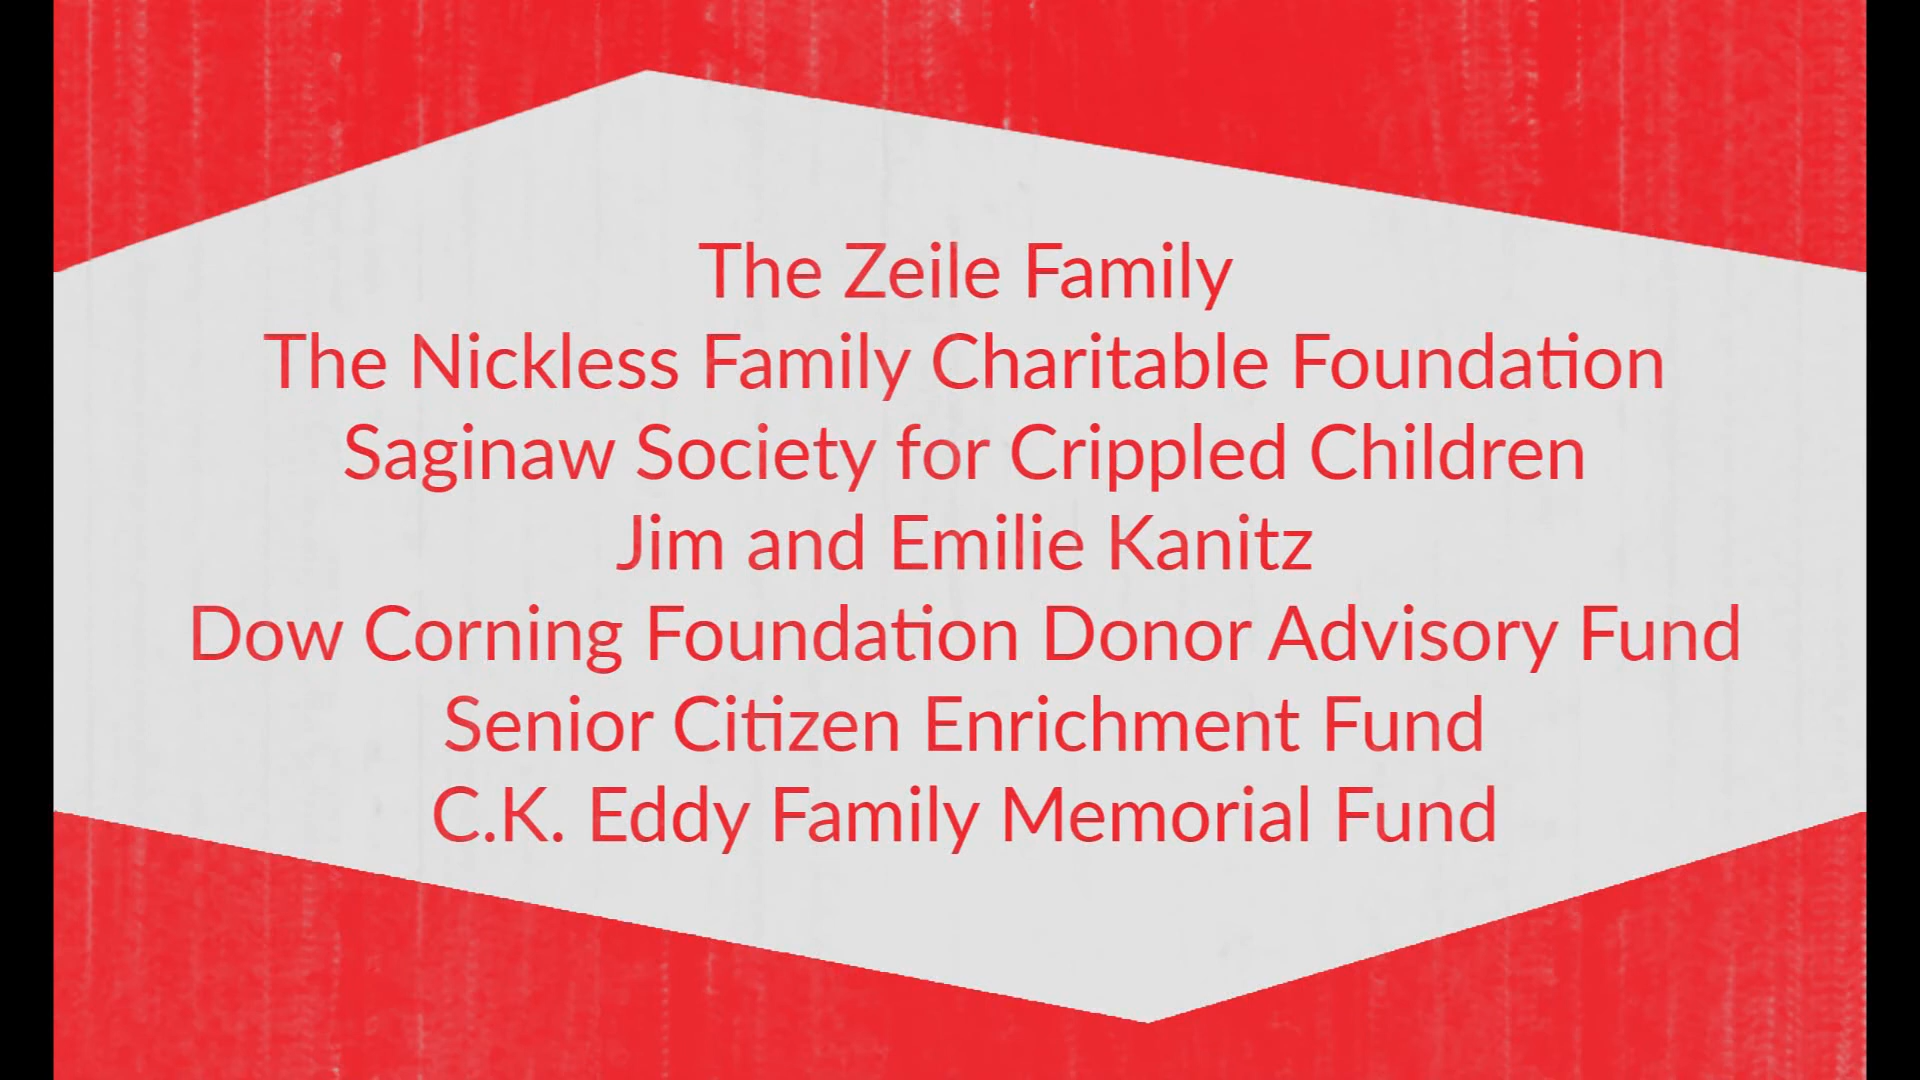 The Zeile Family
The Nickless Family Charitable Foundation
Saginaw Society for Crippled Children
Jim and Emilie Kanitz
Dow Corning Foundation Donor Advisory Fund
Senior Citizen Enrichment Fund
C.K. Eddy Family Memorial Fund